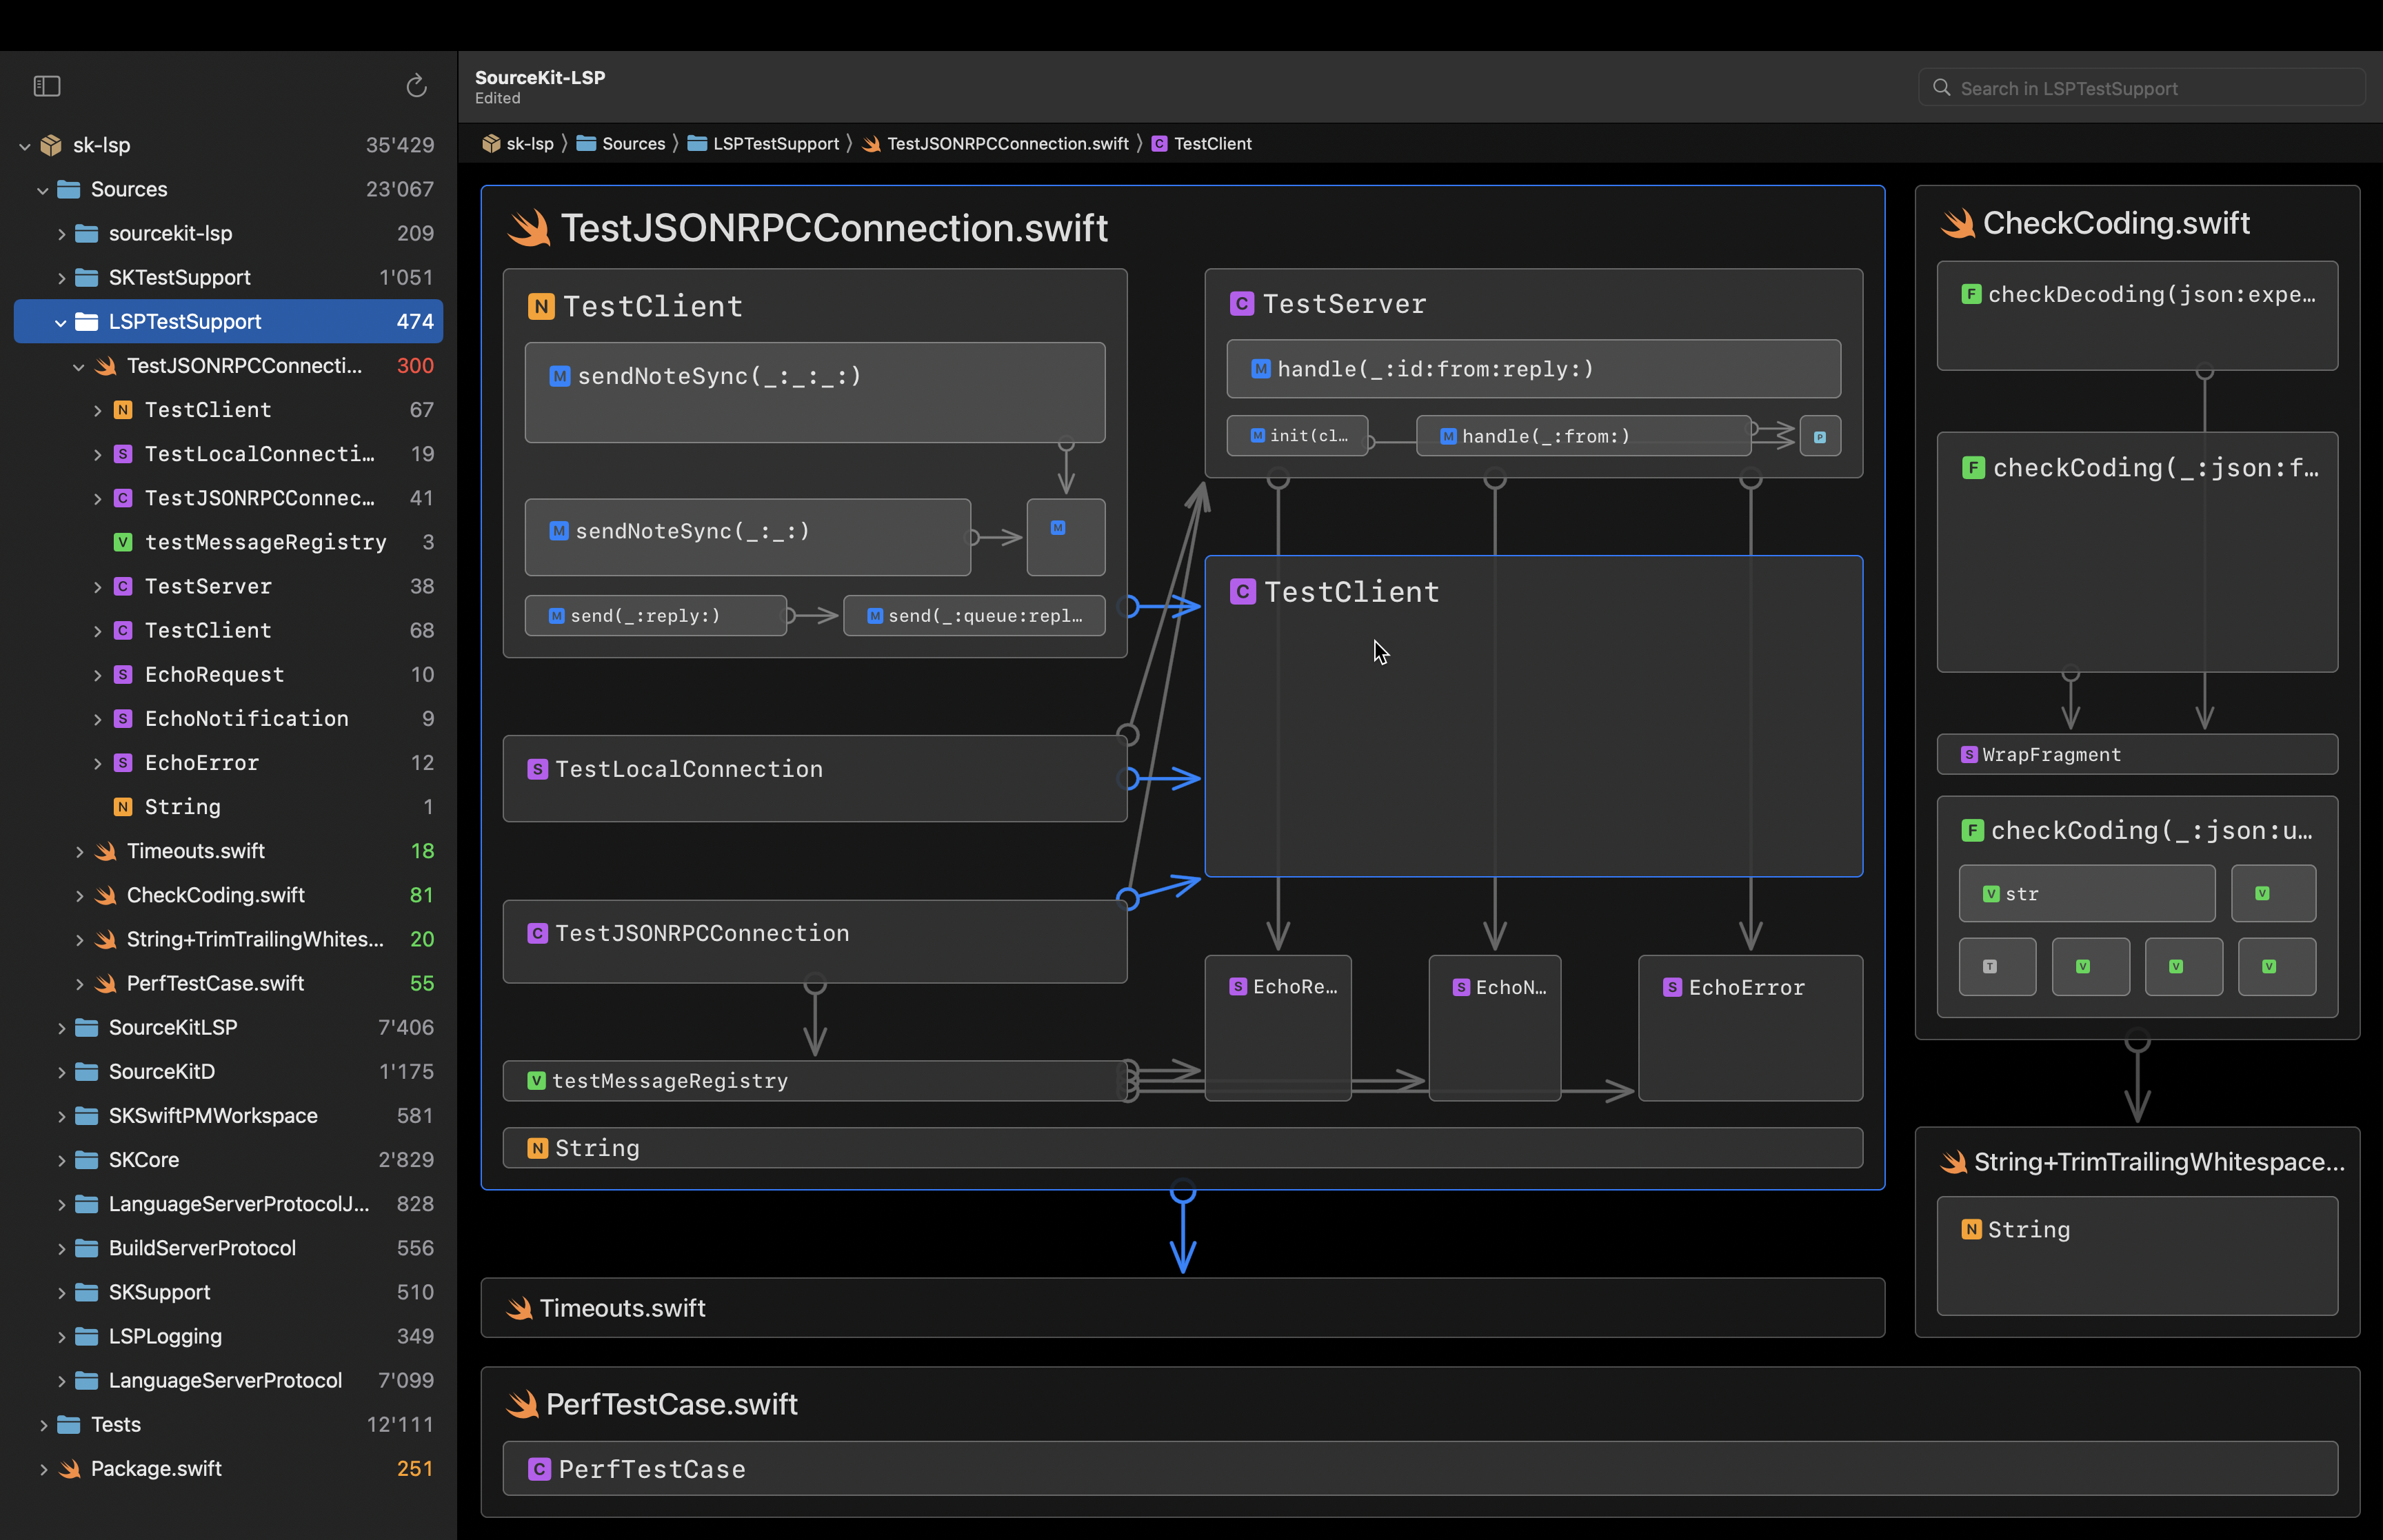 SourceKit-LSP
Edited
Search in LSPTestSupport
sk-lsp 35'429
Sources 23'067
sourcekit-lsp 209
SKTestSupport 1'051
LSPTestSupport 474
TestJSONRPCConnecti... 300
N TestClient 67
S TestLocalConnecti... 19
C TestJSONRPCConnec... 41
V testMessageRegistry 3
C TestServer 38
C TestClient 68
S EchoRequest 10
S EchoNotification 9
S EchoError 12
N String 1
Timeouts.swift 18
CheckCoding.swift 81
String+TrimTrailingWhites... 20
PerfTestCase.swift 55
SourceKitLSP 7'406
SourceKitD 1'175
SKSwiftPMWorkspace 581
SKCore 2'829
LanguageServerProtocolJ... 828
BuildServerProtocol 556
SKSupport 510
LSPLogging 349
LanguageServerProtocol 7'099
Tests 12'111
Package.swift 251
sk-lsp 〉 Sources 〉 LSPTestSupport 〉 TestJSONRPCConnection.swift 〉 C TestClient
TestJSONRPCConnection.swift
N TestClient
M sendNoteSync(_:_:_:)
M sendNoteSync(_:_:)
M
M send(_:reply:)
M send(_:queue:repl...
S TestLocalConnection
C TestJSONRPCConnection
V testMessageRegistry
N String
C TestServer
M handle(_:id:from:reply:)
M init(cl...
M handle(_:from:)
P
C TestClient
S EchoRe...
S EchoN...
S EchoError
Timeouts.swift
PerfTestCase.swift
C PerfTestCase
CheckCoding.swift
F checkDecoding(json:expe...
F checkCoding(_:json:f...
S WrapFragment
F checkCoding(_:json:u...
V str
V
T
V
V
V
String+TrimTrailingWhitespace...
N String